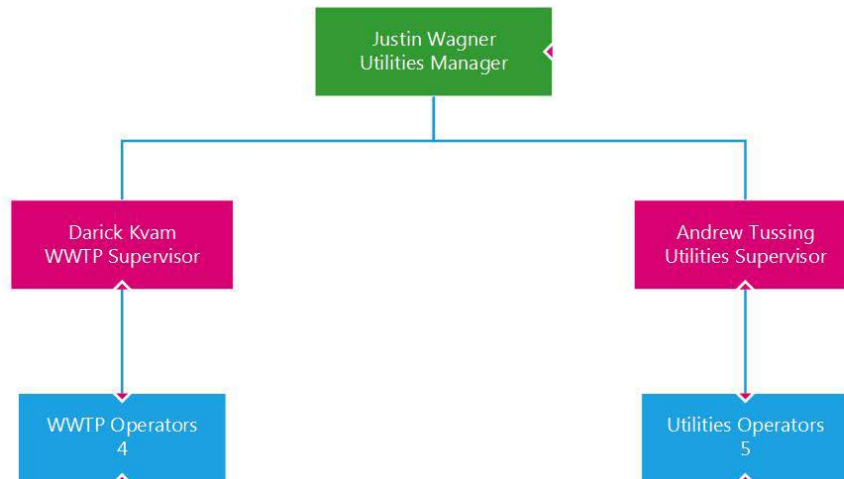 Justin Wagner
Utilities Manager
Darick Kvam
WWTP Supervisor
Andrew Tussing
Utilities Supervisor
WWTP Operators
4
Utilities Operators
5